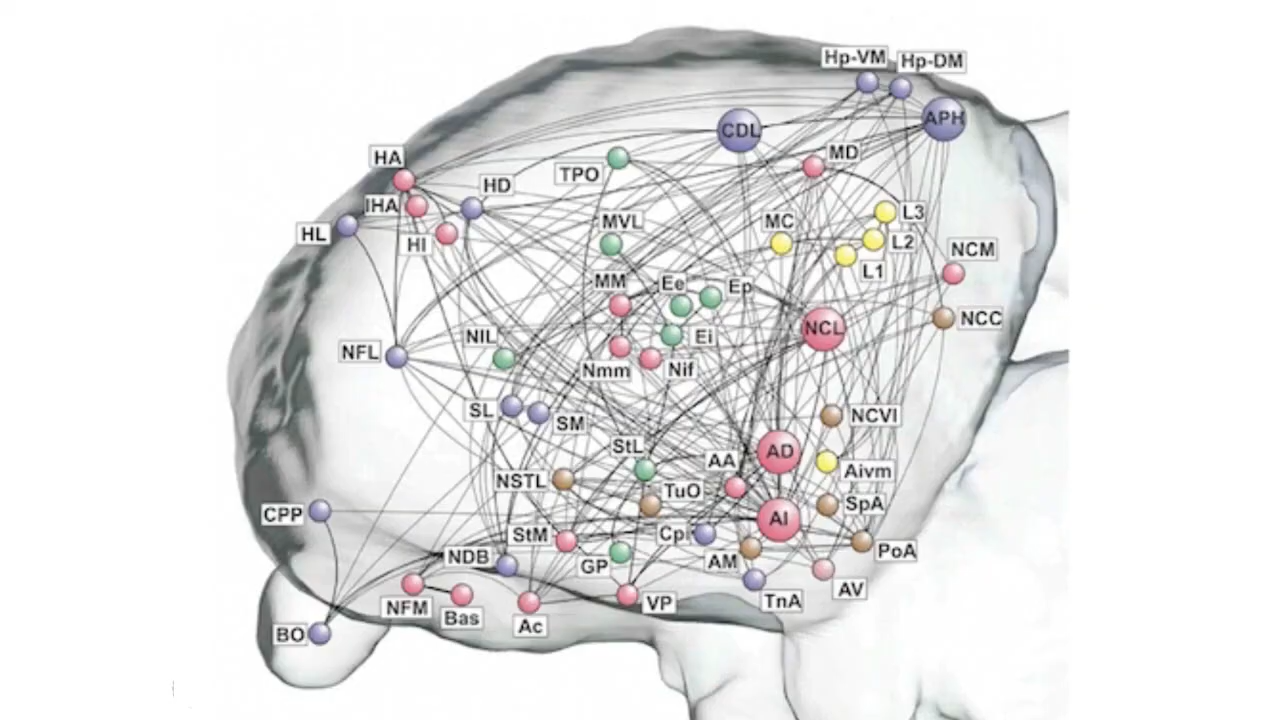 Hp-VM
Hp-DM
APH
CDL
HA
MD
TPO
HD
IHA
L3
HL
HI
MVL
MC
L2
NCM
L1
MM
Ee
Ep
NCC
NCL
NIL
Ei
NFL
Nmm
Nif
SL
SM
NCVI
StL
AD
AA
Aivm
NSTL
TuO
SpA
CPP
AI
StM
Cpi
PoA
NDB
GP
AM
AV
TnA
NFM
Bas
VP
Ac
BO